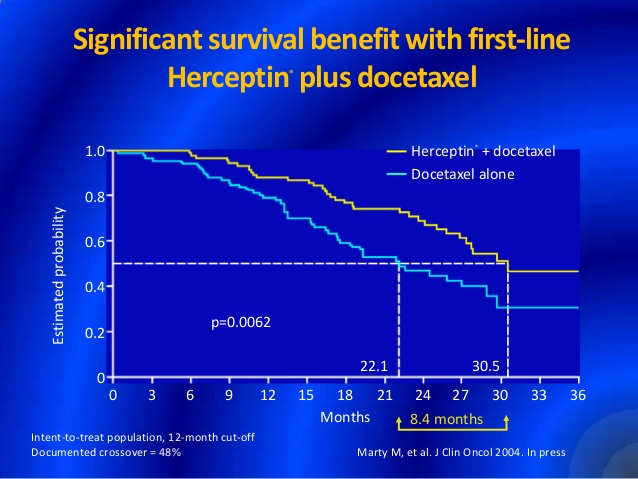 Significant survival benefit with first-line
Herceptin* plus docetaxel
Herceptin* + docetaxel
Docetaxel alone
Estimated probability
1.0
0.8
0.6
0.4
0.2
0
p=0.0062
22.1
30.5
0 3 6 9 12 15 18 21 24 27 30 33 36
Months
8.4 months
Intent-to-treat population, 12-month cut-off
Documented crossover = 48%
Marty M, et al. J Clin Oncol 2004. In press